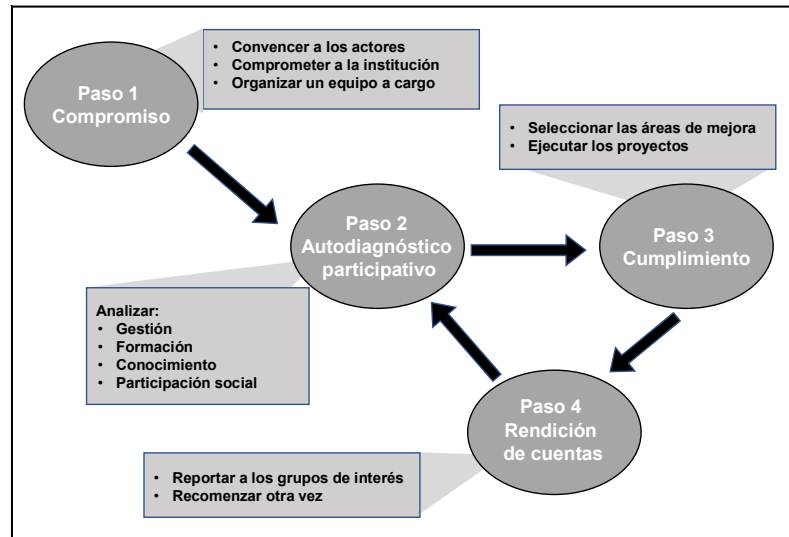 Paso 1
Compromiso
• Convencer a los actores
• Comprometer a la institución
• Organizar un equipo a cargo
Paso 2
Autodiagnóstico
participativo
Analizar:
• Gestión
• Formación
• Conocimiento
• Participación social
• Seleccionar las áreas de mejora
• Ejecutar los proyectos
Paso 3
Cumplimiento
Paso 4
Rendición
de cuentas
• Reportar a los grupos de interés
• Recomenzar otra vez